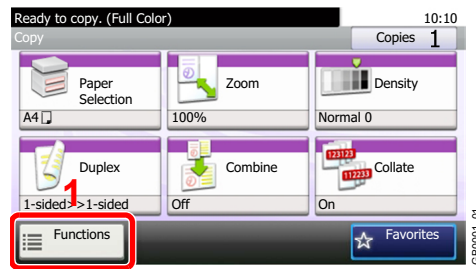 Ready to copy. (Full Color) 10:10
Copy Copies 1
Paper Selection
A4
Zoom
100%
Density
Normal 0
Duplex
1-sided>>1-sided
Combine
Off
123123
112233
Collate
On
1
Functions
Favorites
GB0001_01